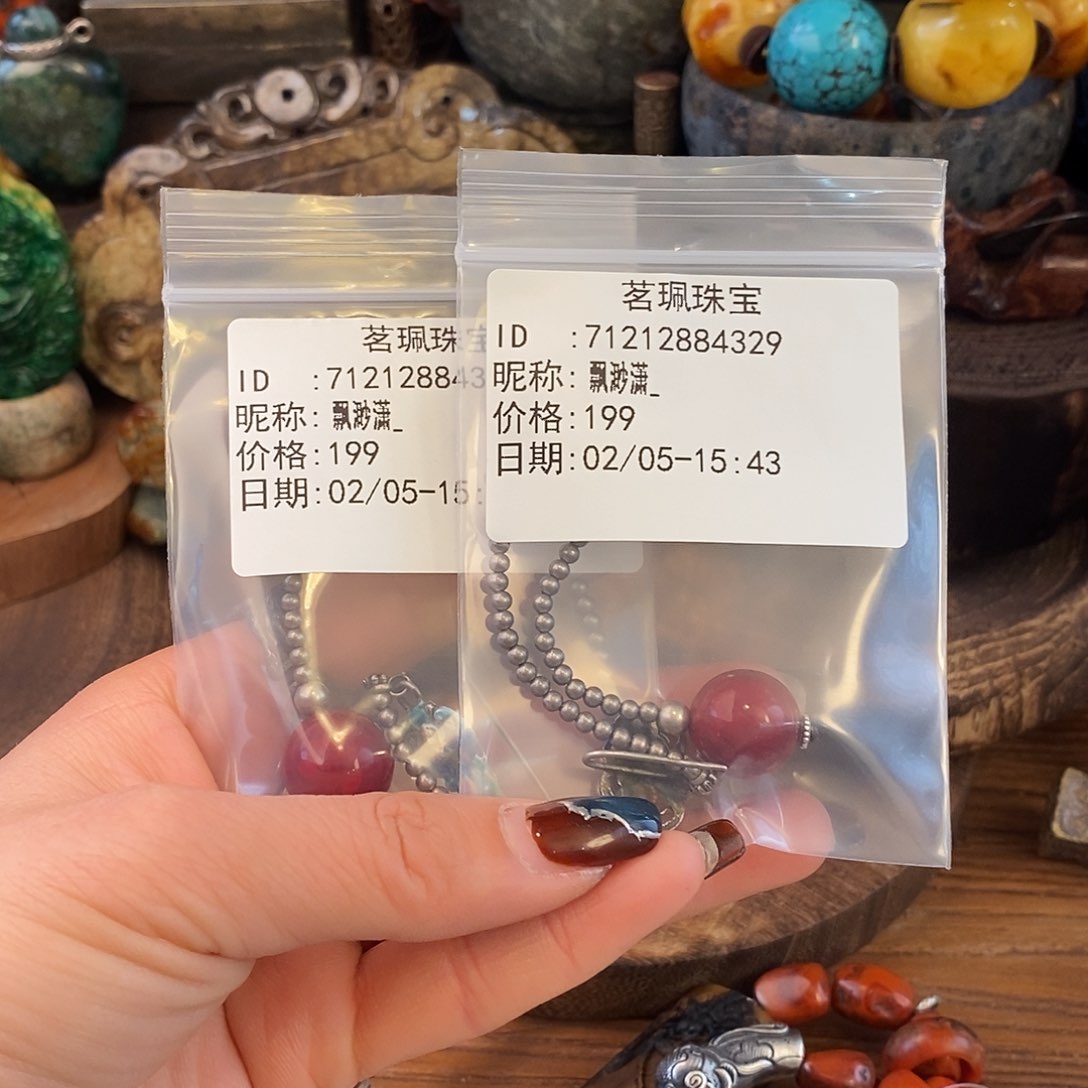 茗珮珠宝
ID :71212884329
昵称: 飘渺潇_
价格:199
日期:02/05-15:43
茗珮珠宝
ID :712128843
昵称: 飘渺潇_
价格:199
日期:02/05-15: